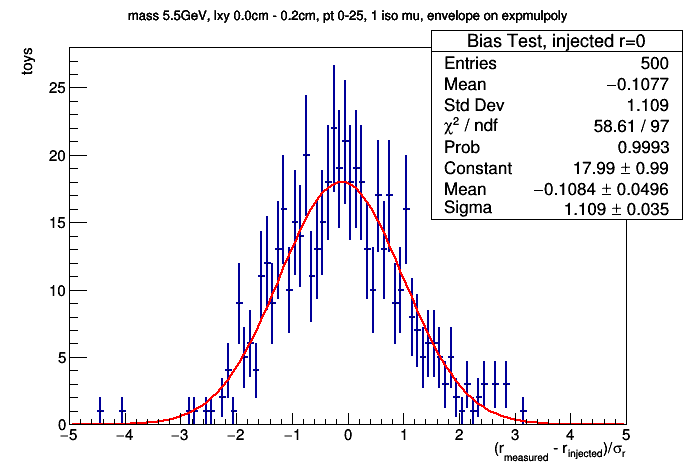 mass 5.5GeV, lxy 0.0cm - 0.2cm, pt 0-25, 1 iso mu, envelope on expmulpoly
toys
Bias Test, injected r=0
Entries 500
Mean −0.1077
Std Dev 1.109
χ² / ndf 58.61 / 97
Prob 0.9993
Constant 17.99 ± 0.99
Mean −0.1084 ± 0.0496
Sigma 1.109 ± 0.035
25
20
15
10
5
0
−5 −4 −3 −2 −1 0 1 2 3 4 5
(r_measured - r_injected)/σ_r